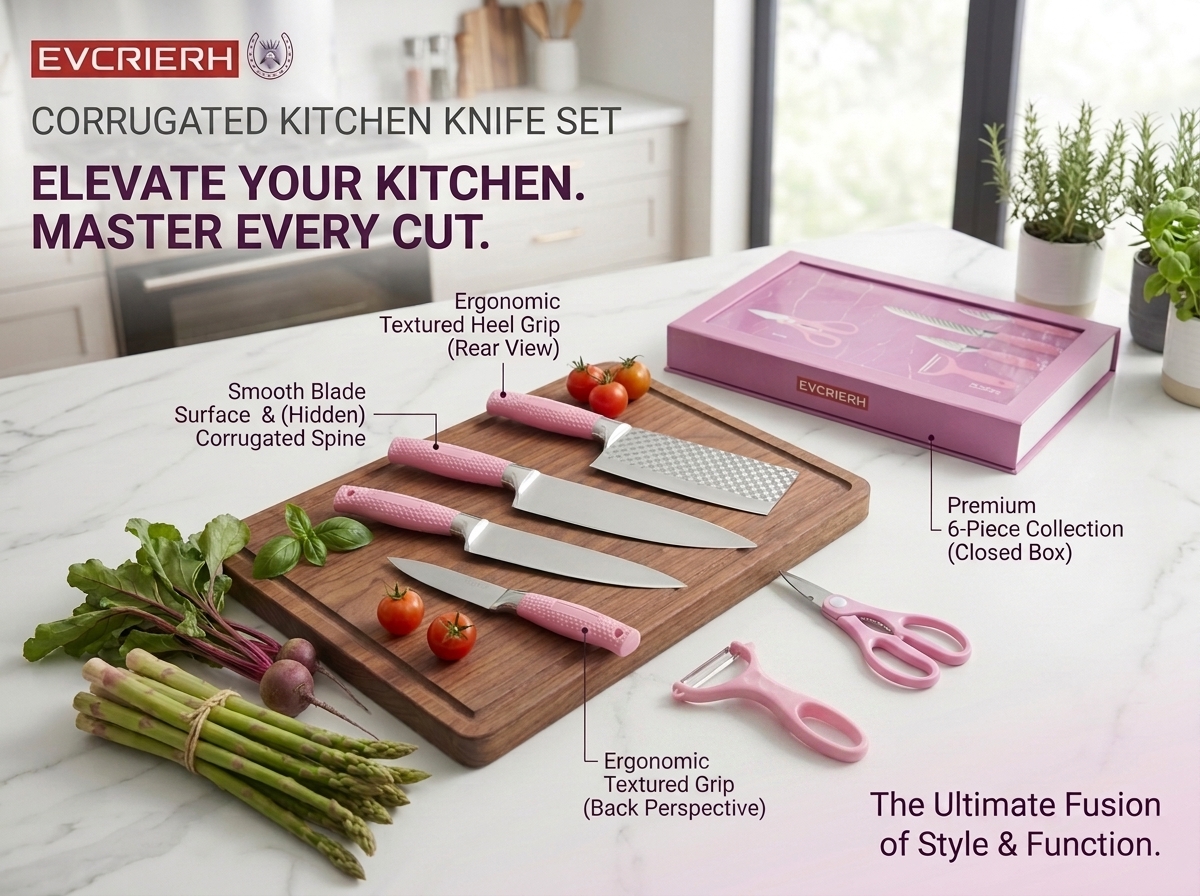 EVCRIERH
CORRUGATED KITCHEN KNIFE SET
ELEVATE YOUR KITCHEN.
MASTER EVERY CUT.
Ergonomic
Textured Heel Grip
(Rear View)
Smooth Blade
Surface & (Hidden)
Corrugated Spine
EVCRIERH
Premium
6-Piece Collection
(Closed Box)
Ergonomic
Textured Grip
(Back Perspective)
The Ultimate Fusion
of Style & Function.